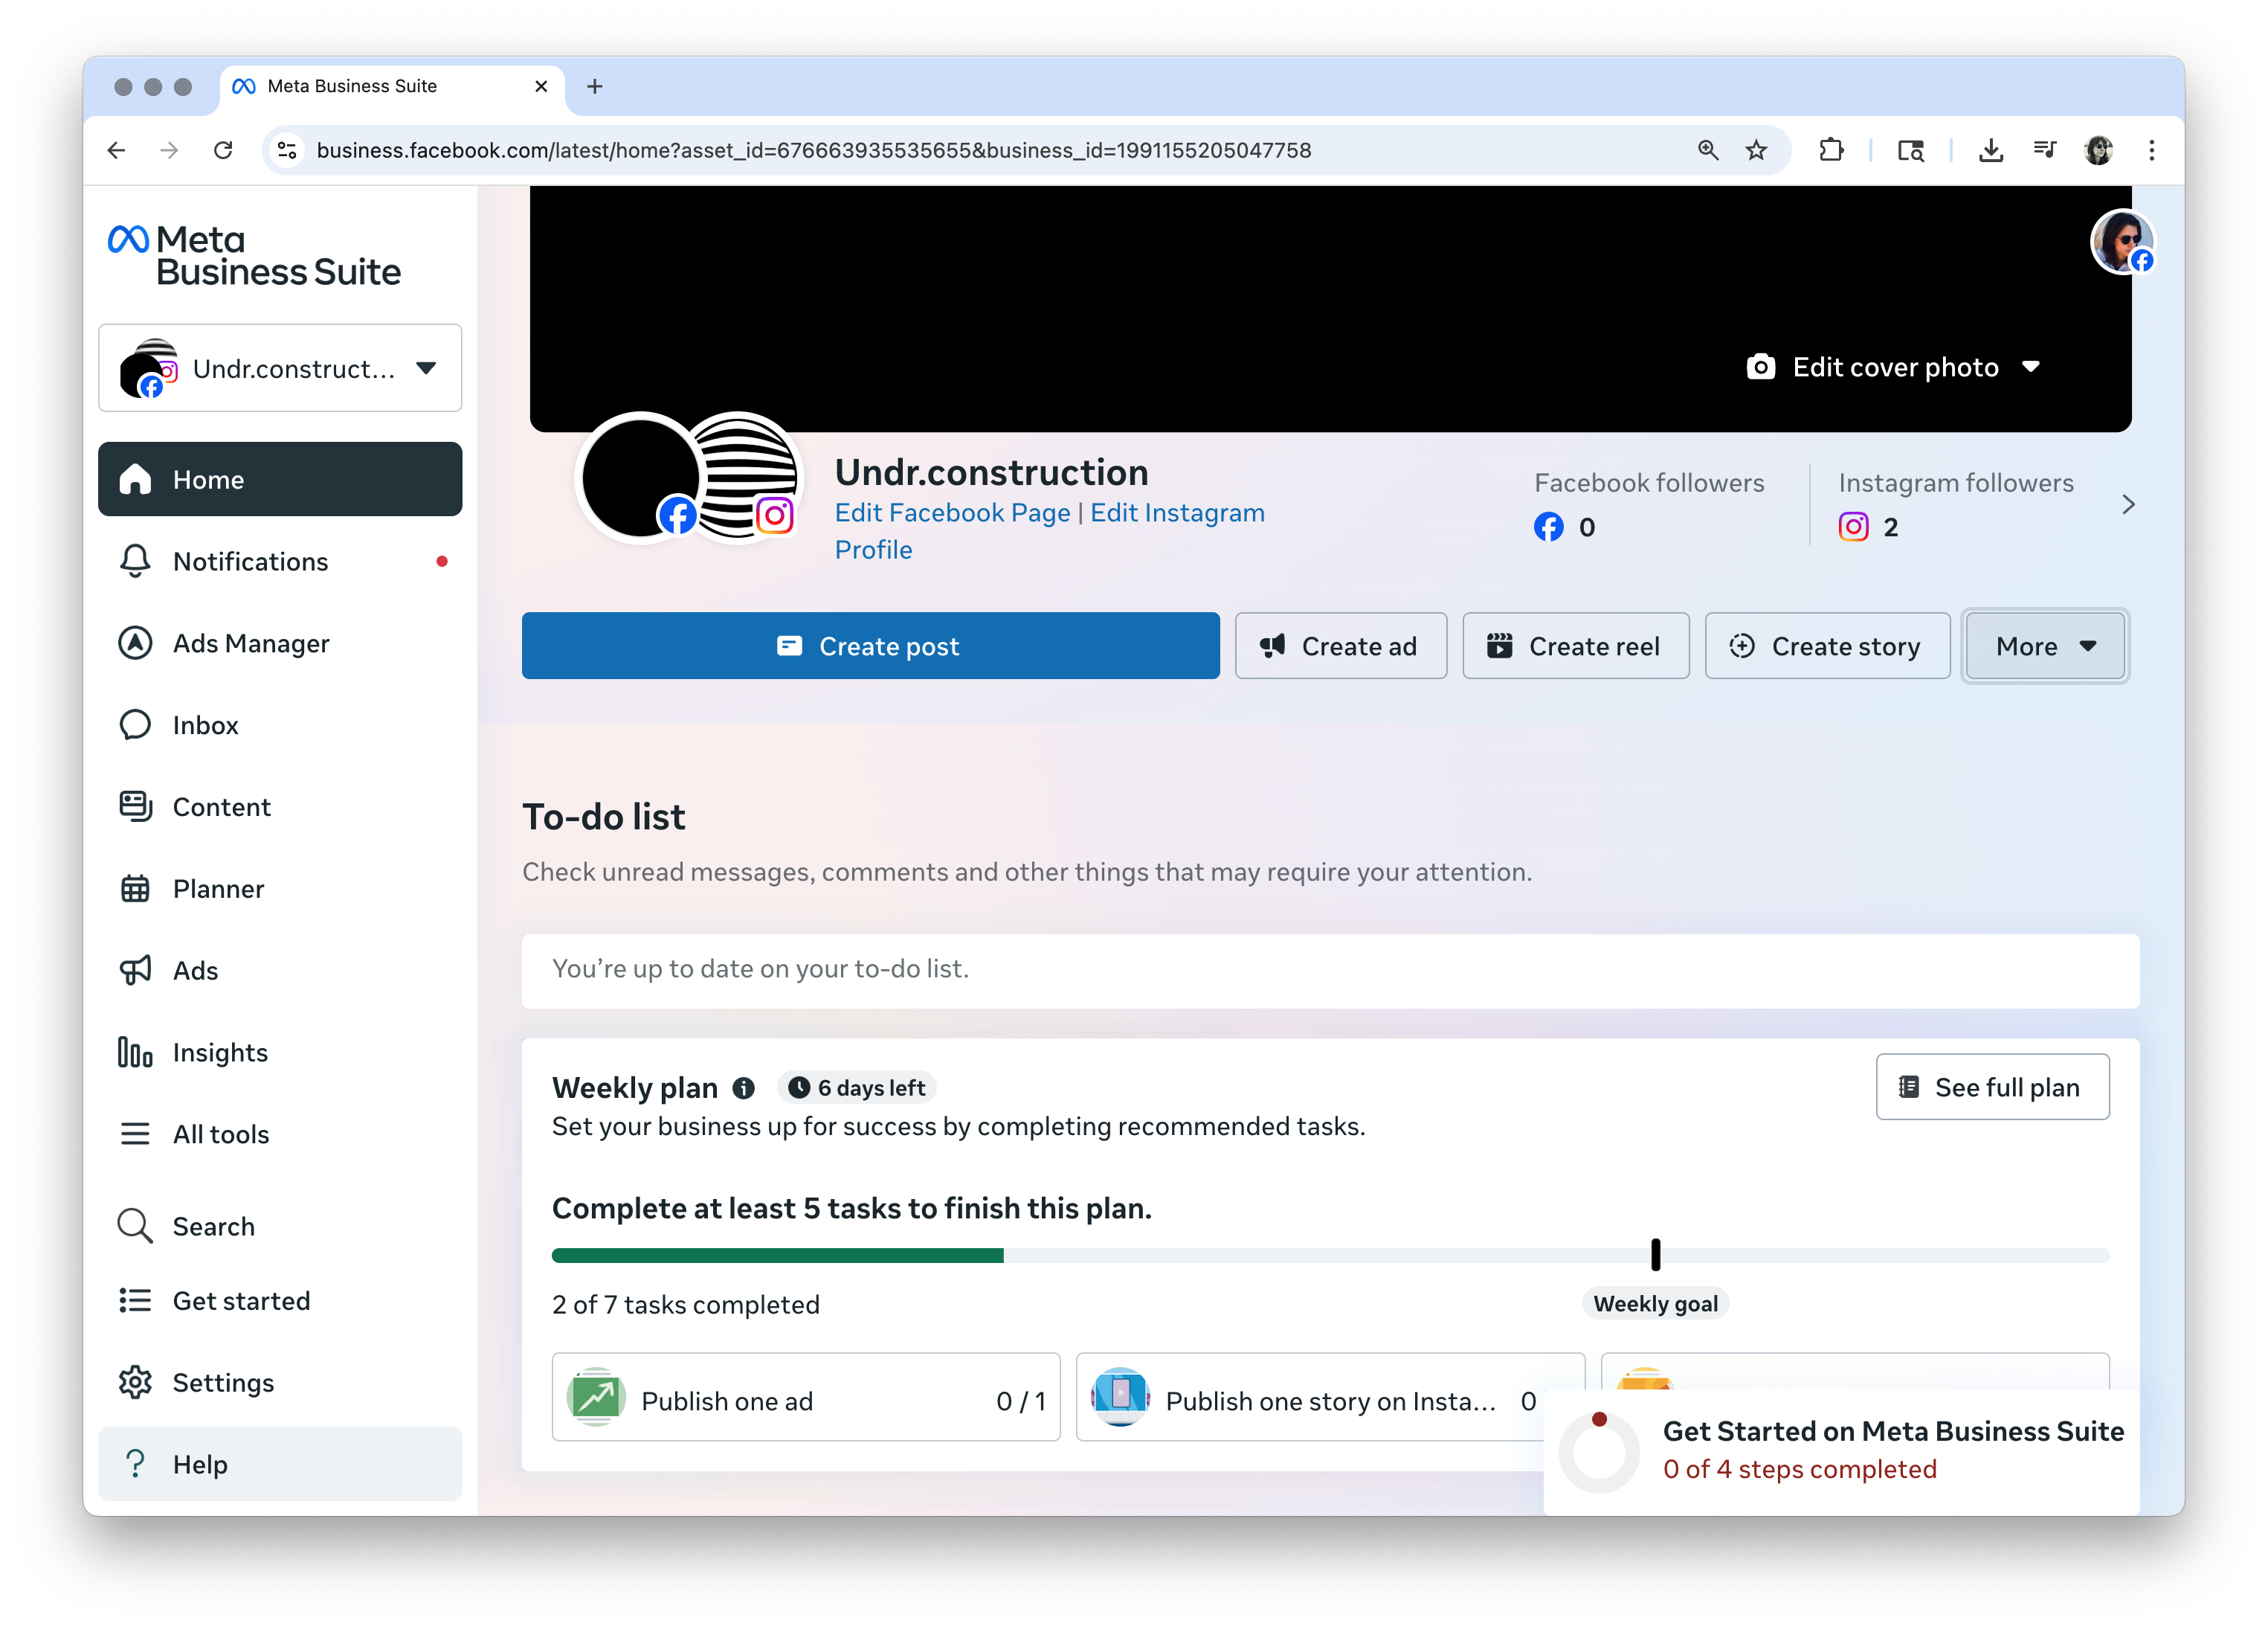 Meta Business Suite
business.facebook.com/latest/home?asset_id=676663935535655&business_id=1991155205047758
Meta
Business Suite
Undr.construct...
Home
Notifications
Ads Manager
Inbox
Content
Planner
Ads
Insights
All tools
Search
Get started
Settings
Help
Edit cover photo
Undr.construction
Edit Facebook Page | Edit Instagram
Profile
Facebook followers
0
Instagram followers
2
Create post
Create ad
Create reel
Create story
More
To-do list
Check unread messages, comments and other things that may require your attention.
You’re up to date on your to-do list.
Weekly plan
6 days left
See full plan
Set your business up for success by completing recommended tasks.
Complete at least 5 tasks to finish this plan.
2 of 7 tasks completed
Weekly goal
Publish one ad
0 / 1
Publish one story on Insta...
0
Get Started on Meta Business Suite
0 of 4 steps completed